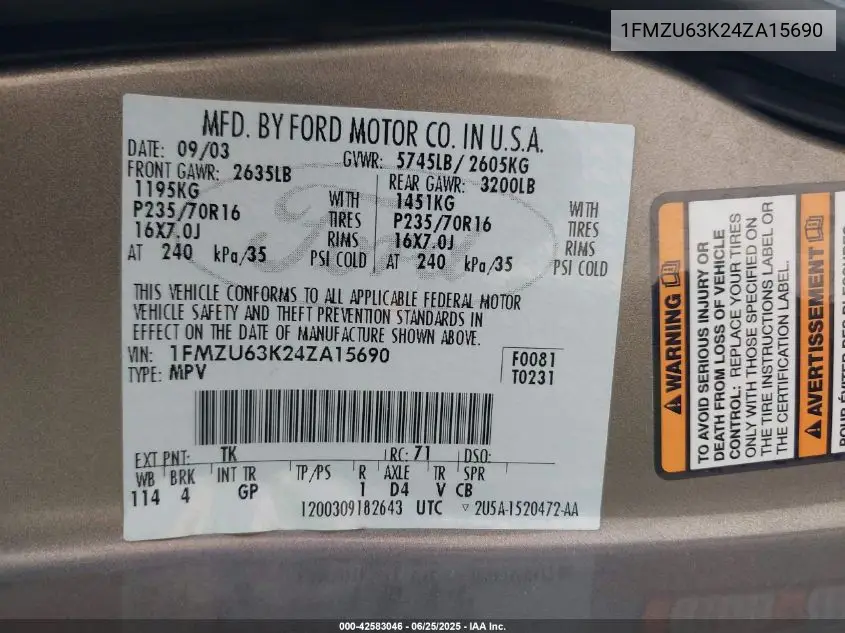 1FMZU63K24ZA15690
MFD. BY FORD MOTOR CO. IN U.S.A.
DATE: 09/03 GVWR: 5745LB/ 2605KG
FRONT GAWR: 2635LB REAR GAWR: 3200LB
1195KG WITH 1451KG WITH
P235/70R16 TIRES P235/70R16 TIRES
16X7.0J RIMS 16X7.0J RIMS
AT 240 kPa/35 PSI COLD AT 240 kPa/35 PSI COLD
Ford
THIS VEHICLE CONFORMS TO ALL APPLICABLE FEDERAL MOTOR
VEHICLE SAFETY AND THEFT PREVENTION STANDARDS IN
EFFECT ON THE DATE OF MANUFACTURE SHOWN ABOVE.
VIN: 1FMZU63K24ZA15690 F0081
TYPE: MPV T0231
EXT PNT: TK RC: 71 DSO:
WB BRK INT TR TP/PS R AXLE TR SPR
114 4 GP 1 D4 V CB
1200309182643 UTC ▽ 2U5A-1520472-AA
⚠ WARNING
TO AVOID SERIOUS INJURY OR
DEATH FROM LOSS OF VEHICLE
CONTROL: REPLACE YOUR TIRES
ONLY WITH THOSE SPECIFIED ON
THE TIRE INSTRUCTIONS LABEL OR
THE CERTIFICATION LABEL.
⚠ AVERTISSEMENT
000-42583046 - 06/25/2025 - IAA Inc.